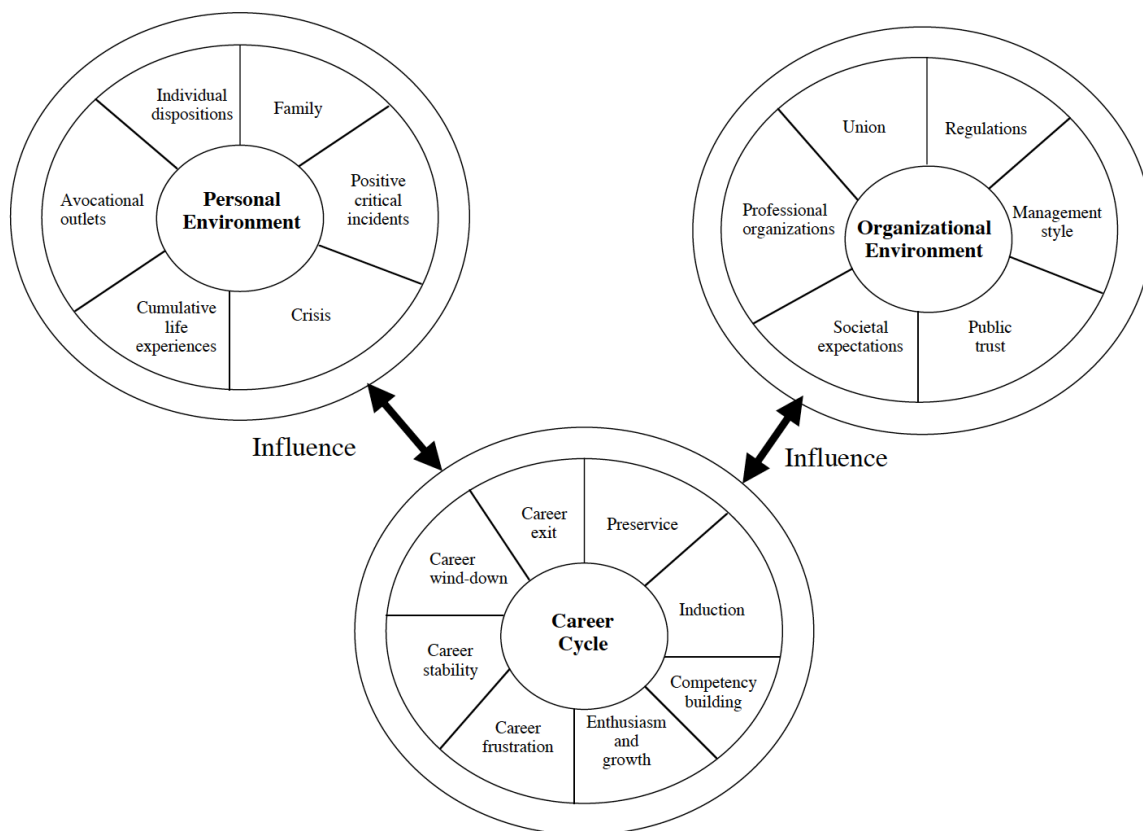 Individual
dispositions
Family
Positive
critical
incidents
Crisis
Cumulative
life
experiences
Avocational
outlets
Personal
Environment
Union
Regulations
Management
style
Public
trust
Societal
expectations
Professional
organizations
Organizational
Environment
Influence
Influence
Career
exit
Preservice
Induction
Competency
building
Enthusiasm
and
growth
Career
frustration
Career
stability
Career
wind-down
Career
Cycle